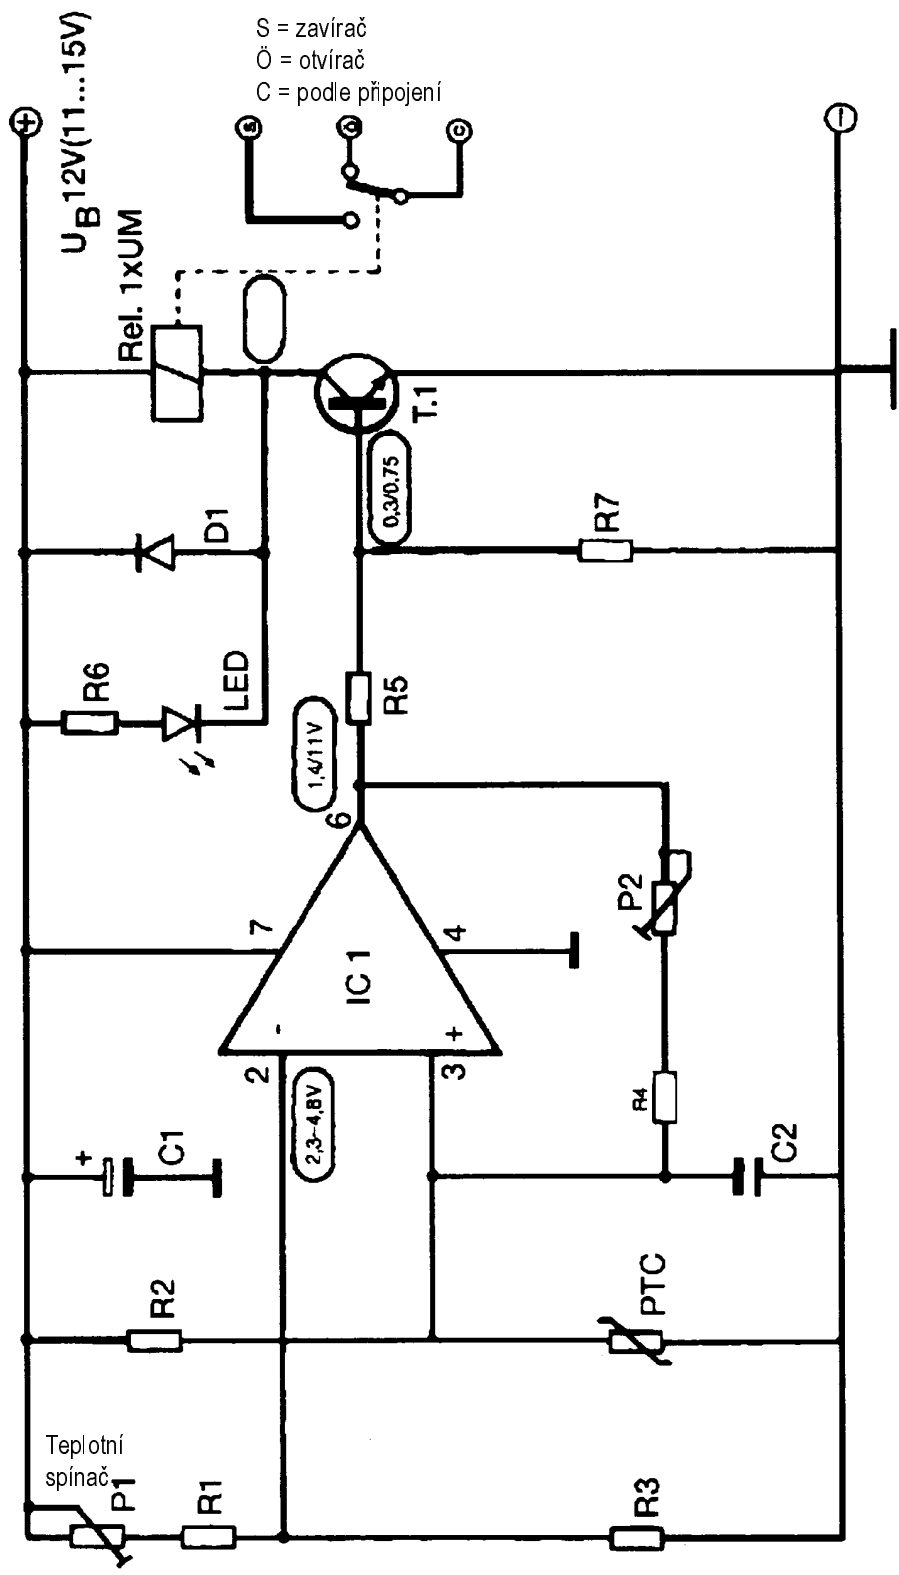 S = zavírač
Ö = otvírač
C = podle připojení
+
U_B 12V(11...15V)
s
ö
c
−
Rel. 1xUM
T.1
0,3/0,75
D1
R7
R6
LED
R5
1,4/11V
6
7
4
IC 1
P2
-
+
2
3
2,3-4,8V
R4
+
C1
C2
R2
PTC
Teplotní
spínač
P1
R1
R3